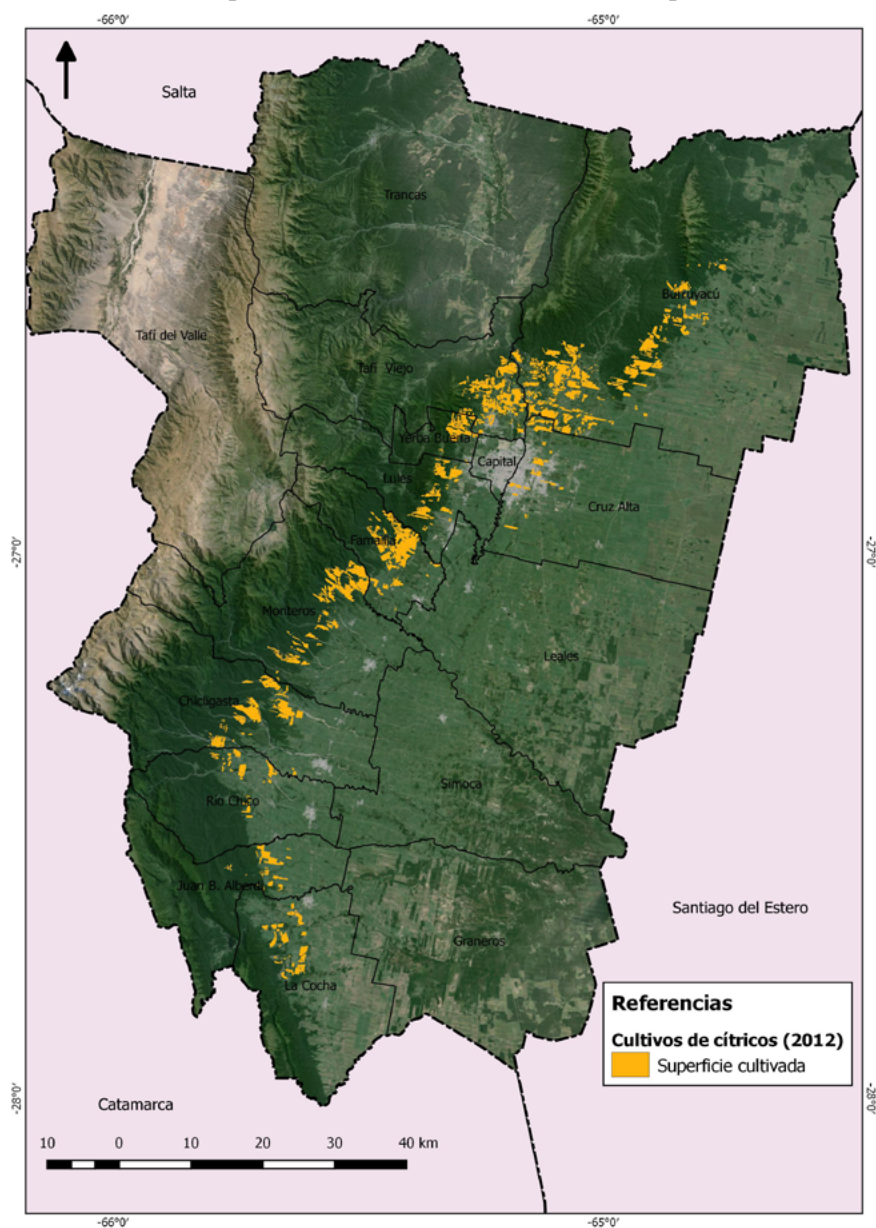 -66°0'
-65°0'
Salta
Trancas
Burruyacú
Tafí del Valle
Tafí Viejo
Yerba Buena
Capital
Lules
Cruz Alta
-27°0'
Famaillá
-27°0'
Monteros
Leales
Chicligasta
Simoca
Río Chico
Juan B. Alberdi
Santiago del Estero
Graneros
La Cocha
Referencias
Cultivos de cítricos (2012)
Superficie cultivada
-28°0'
Catamarca
-28°0'
10 0 10 20 30 40 km
-66°0'
-65°0'